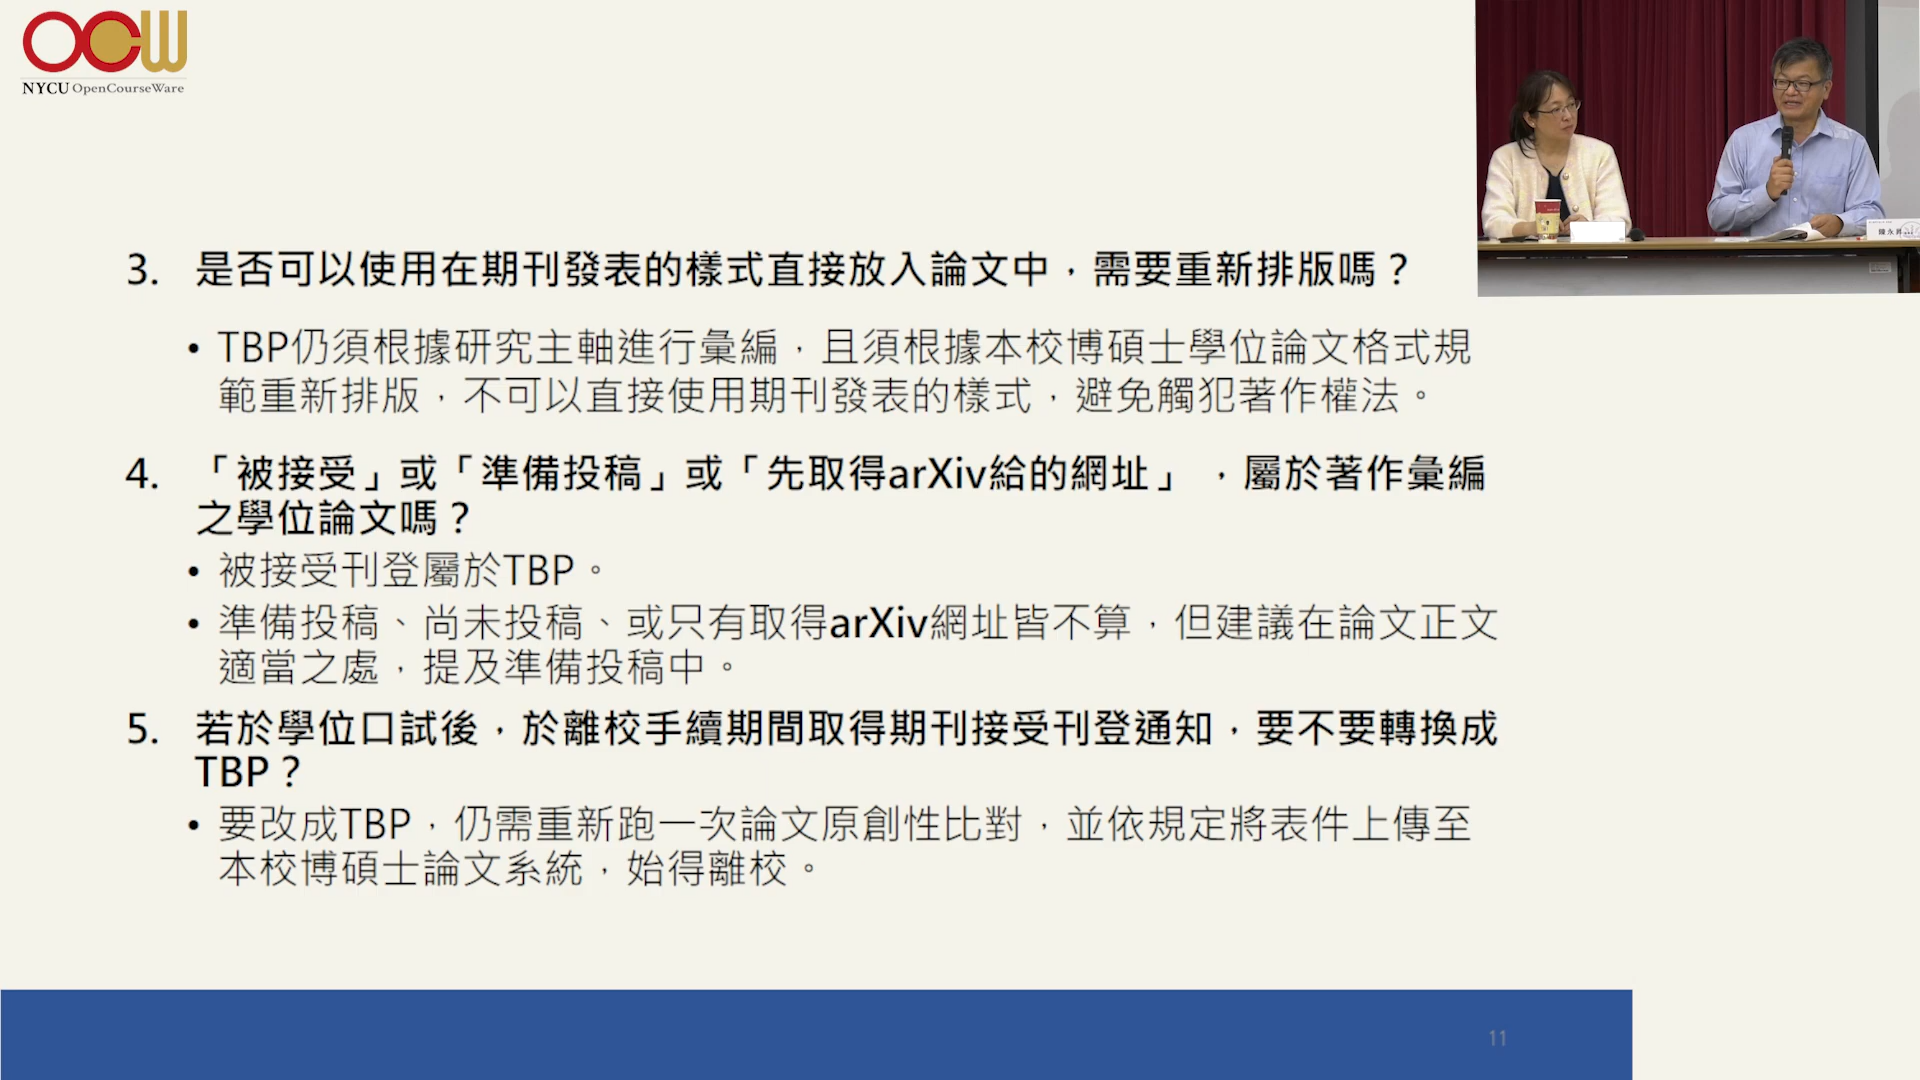 OCW
NYCU OpenCourseWare
3. 是否可以使用在期刊發表的樣式直接放入論文中，需要重新排版嗎？
• TBP仍須根據研究主軸進行彙編，且須根據本校博碩士學位論文格式規
範重新排版，不可以直接使用期刊發表的樣式，避免觸犯著作權法。
4. 「被接受」或「準備投稿」或「先取得arXiv給的網址」，屬於著作彙編
之學位論文嗎？
• 被接受刊登屬於TBP。
• 準備投稿、尚未投稿、或只有取得arXiv網址皆不算，但建議在論文正文
適當之處，提及準備投稿中。
5. 若於學位口試後，於離校手續期間取得期刊接受刊登通知，要不要轉換成
TBP？
• 要改成TBP，仍需重新跑一次論文原創性比對，並依規定將表件上傳至
本校博碩士論文系統，始得離校。
11